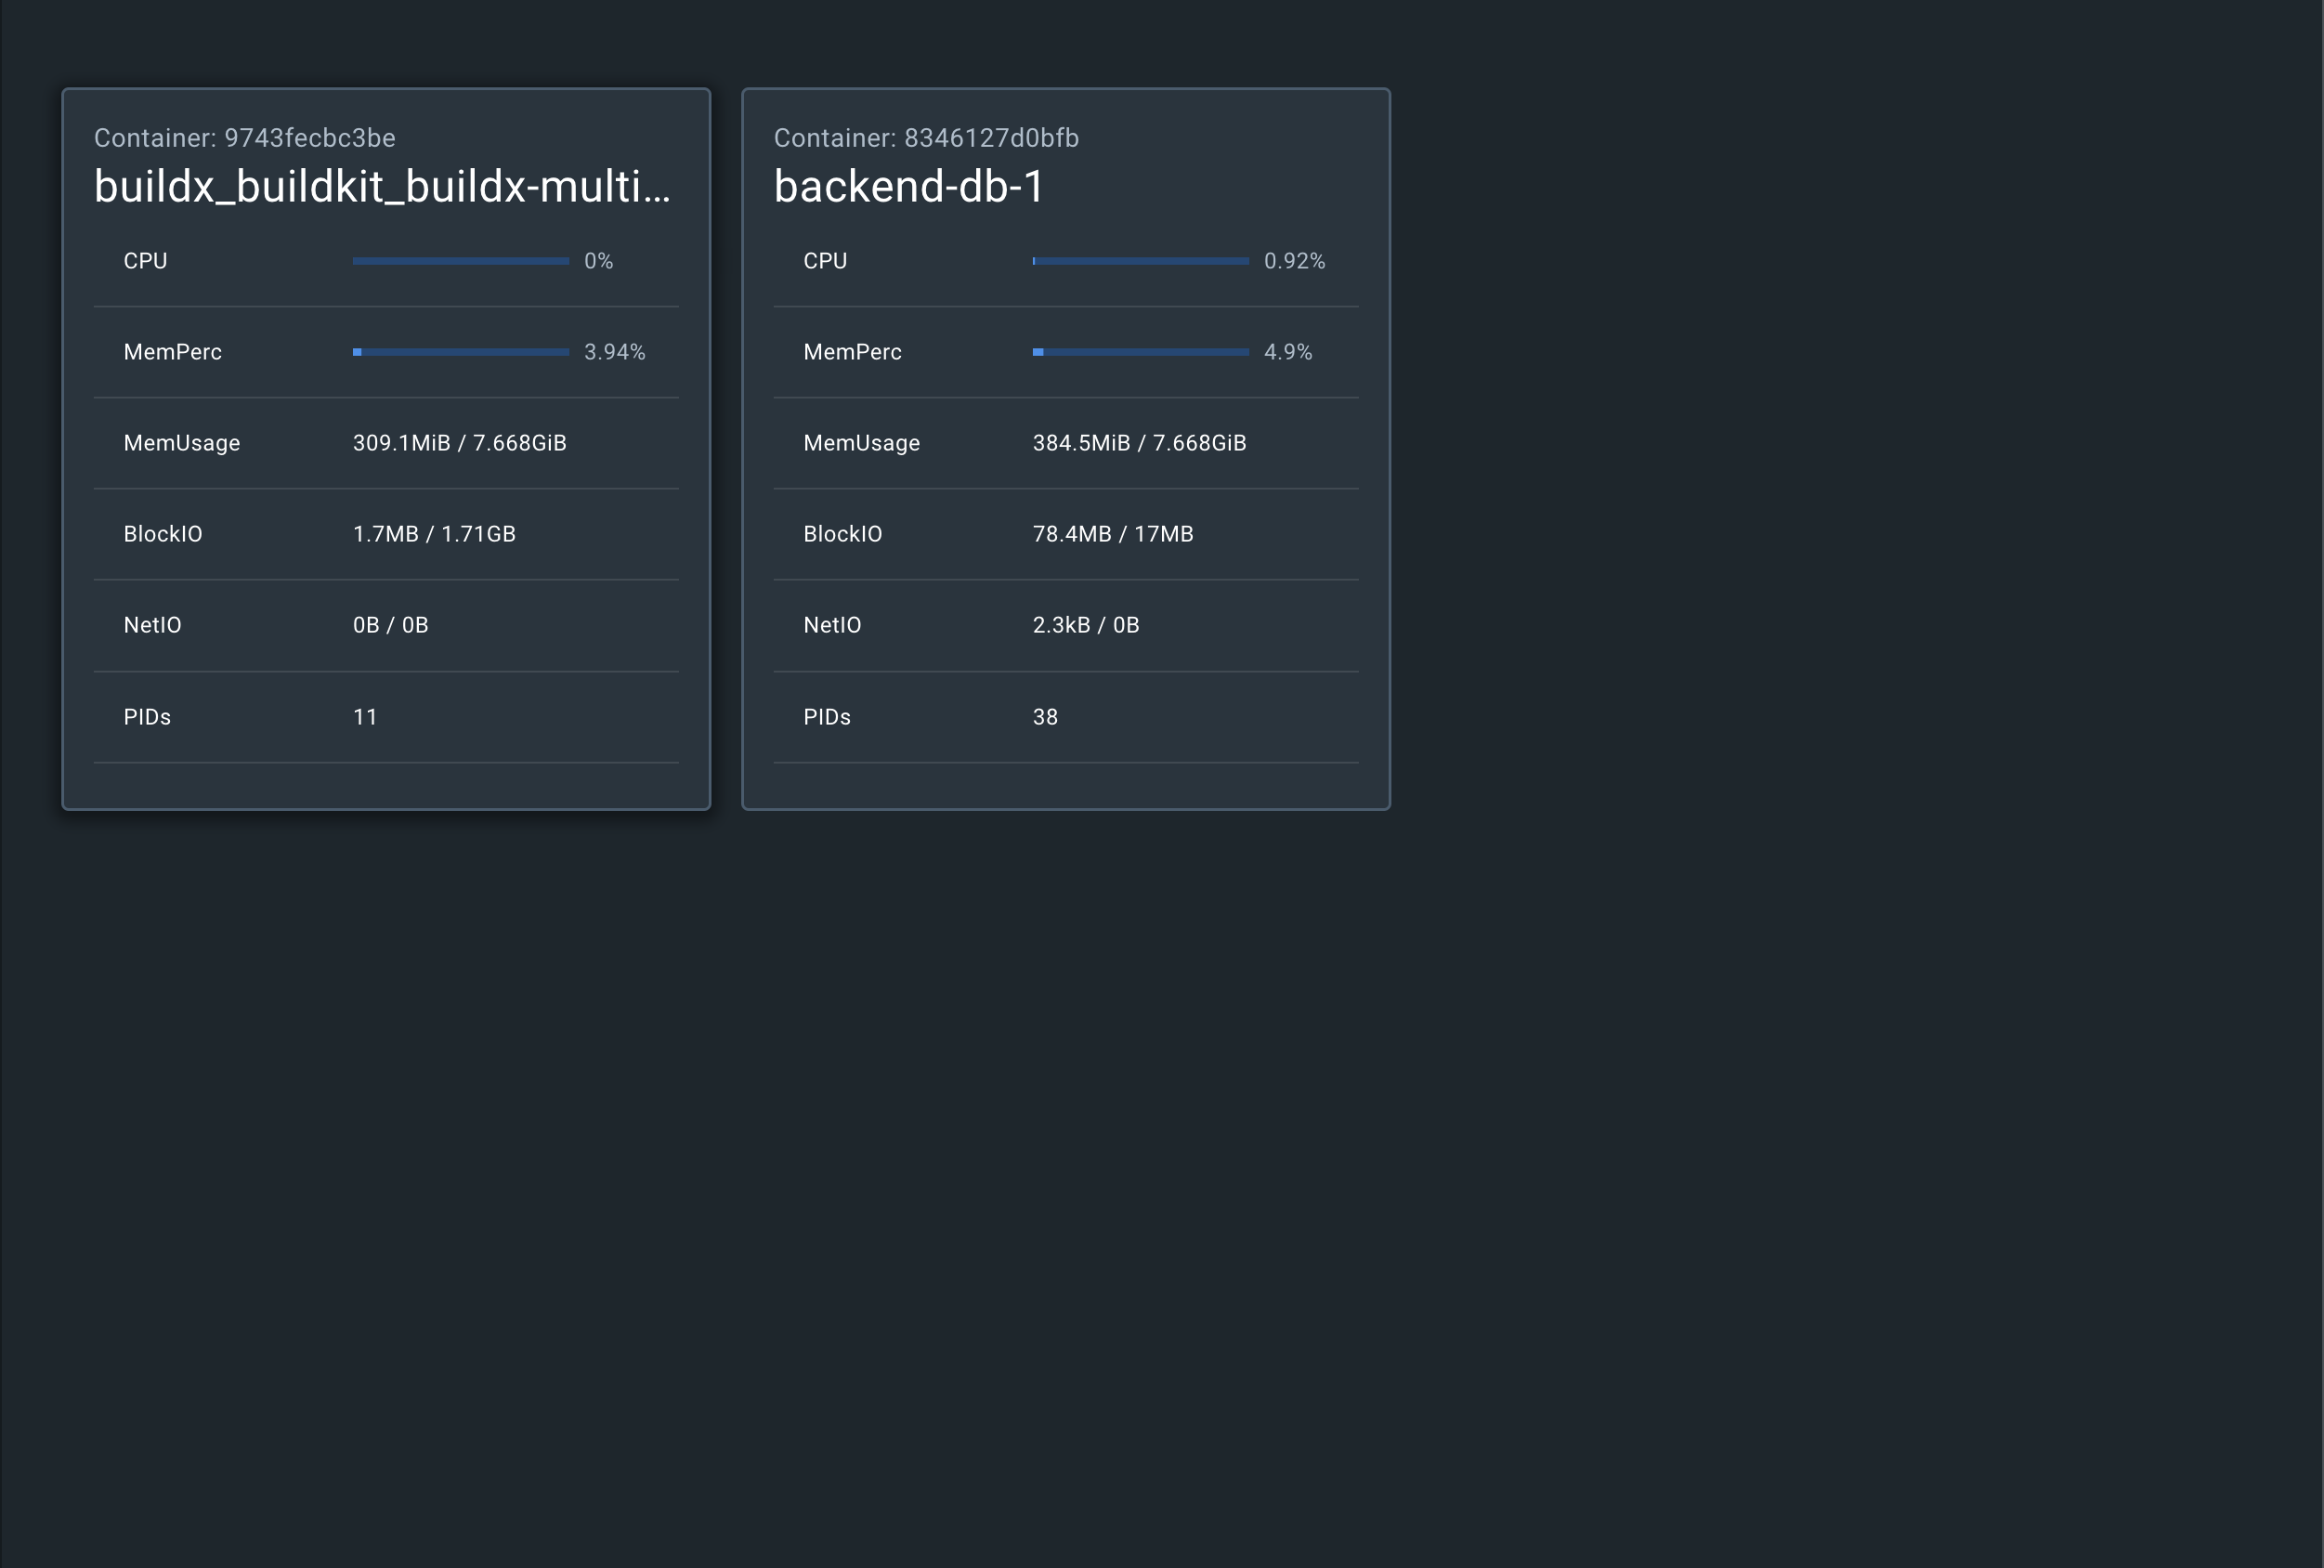 Container: 9743fecbc3be
buildx_buildkit_buildx-multi...
CPU 0%
MemPerc 3.94%
MemUsage 309.1MiB / 7.668GiB
BlockIO 1.7MB / 1.71GB
NetIO 0B / 0B
PIDs 11
Container: 8346127d0bfb
backend-db-1
CPU 0.92%
MemPerc 4.9%
MemUsage 384.5MiB / 7.668GiB
BlockIO 78.4MB / 17MB
NetIO 2.3kB / 0B
PIDs 38